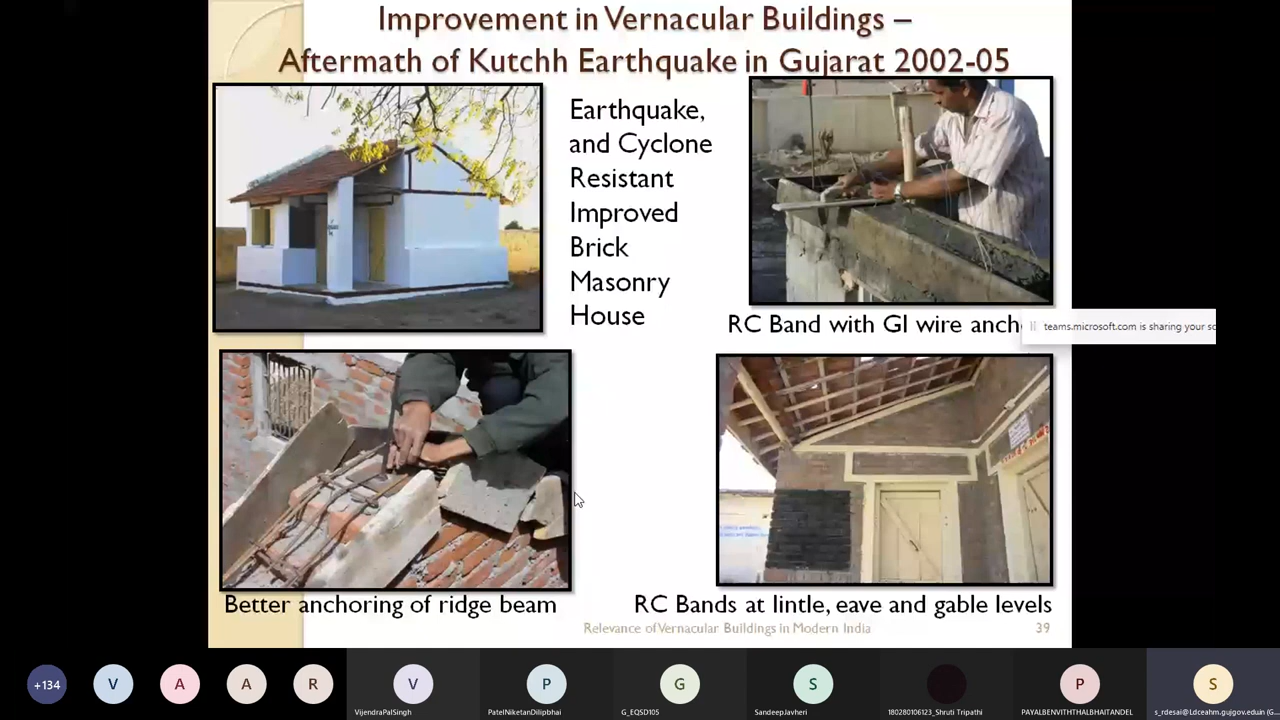 Improvement in Vernacular Buildings –
Aftermath of Kutchh Earthquake in Gujarat 2002-05
Earthquake,
and Cyclone
Resistant
Improved
Brick
Masonry
House
RC Band with GI wire anch
teams.microsoft.com is sharing your sc
Better anchoring of ridge beam
RC Bands at lintle, eave and gable levels
Relevance of Vernacular Buildings in Modern India
39
+134
V
A
A
R
V
P
G
S
P
S
VijendraPalSingh
PatelNiketanDilipbhai
G_EQSD105
SandeepJavheri
180280106123_Shruti Tripathi
PAYALBENVITHTHALBHAITANDEL
s_rdesai@Ldceahm.gujgov.eduin (G...